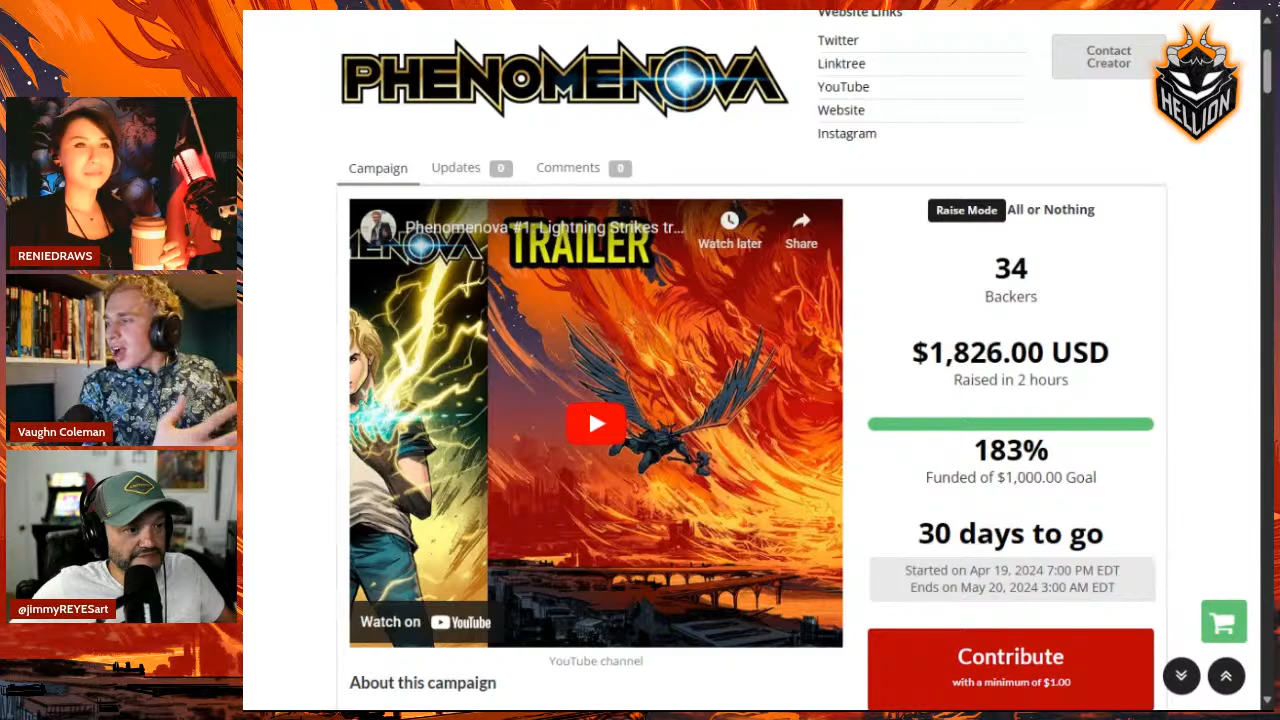 RENIEDRAWS
Vaughn Coleman
@jimmyREYESart
PHENOMENOVA
Website Links
Twitter
Linktree
YouTube
Website
Instagram
Contact
Creator
HELLION
Campaign
Updates 0
Comments 0
Phenomenova #1: Lightning Strikes tr...
MENOVA
TRAILER
Watch later
Share
Watch on YouTube
YouTube channel
About this campaign
Raise Mode All or Nothing
34
Backers
$1,826.00 USD
Raised in 2 hours
183%
Funded of $1,000.00 Goal
30 days to go
Started on Apr 19, 2024 7:00 PM EDT
Ends on May 20, 2024 3:00 AM EDT
Contribute
with a minimum of $1.00